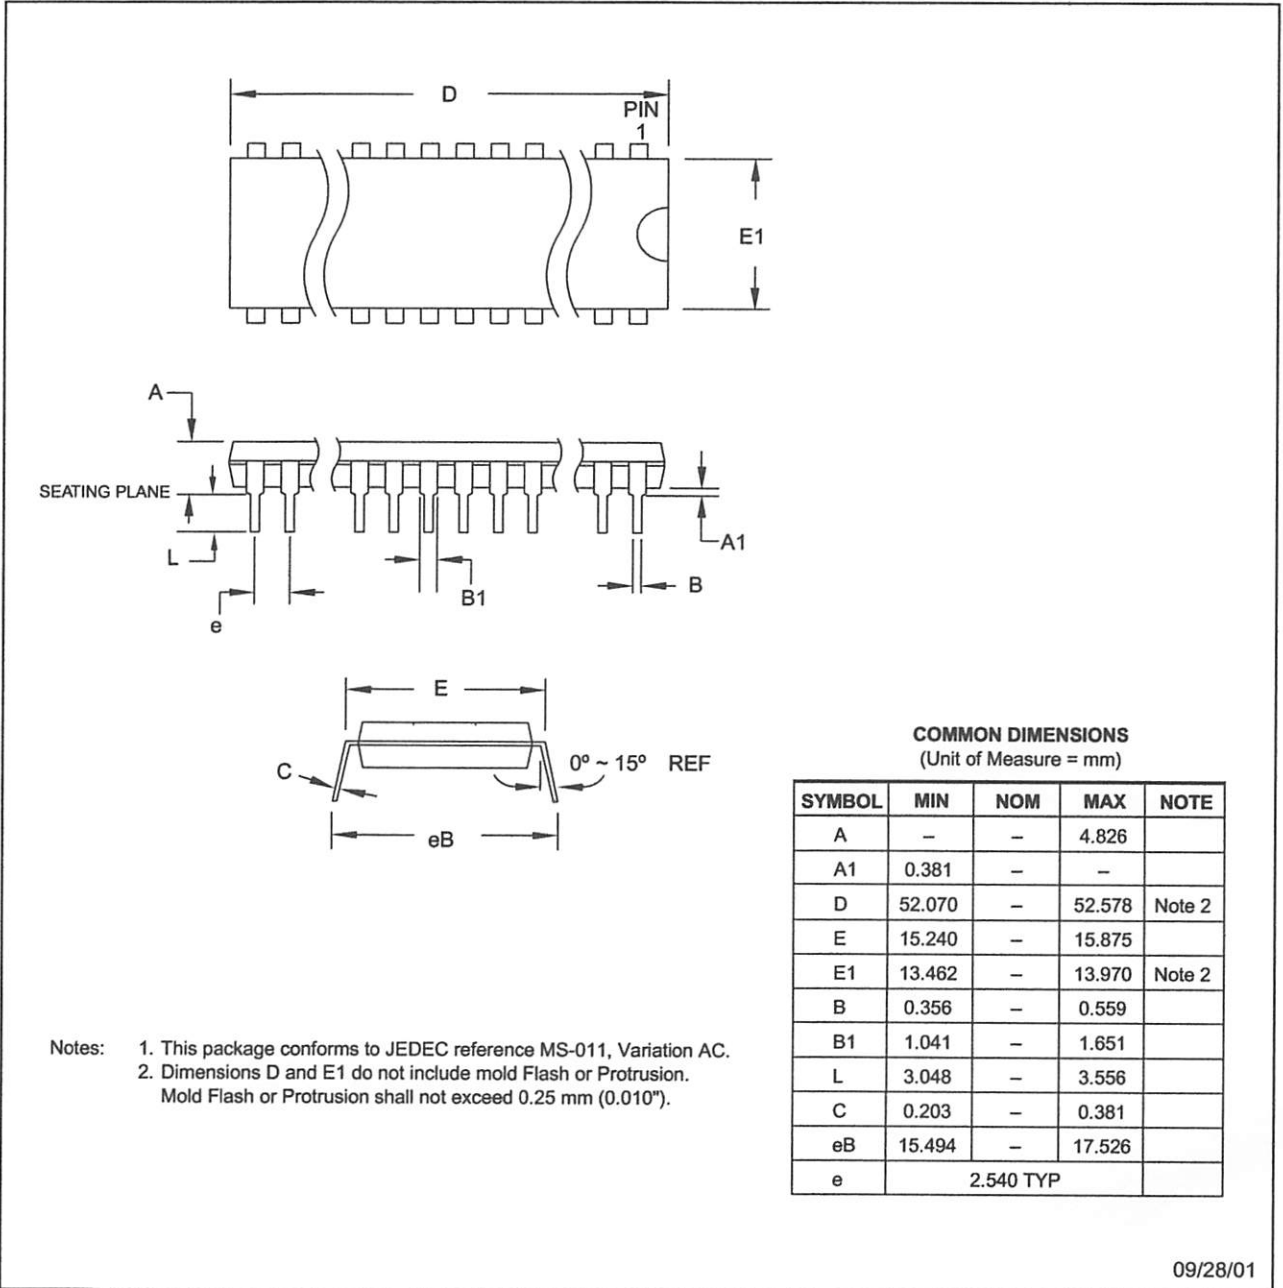 D
PIN
1
E1
A
SEATING PLANE
L
e
B1
B
A1
E
C
0º ~ 15º REF
eB
COMMON DIMENSIONS
(Unit of Measure = mm)
SYMBOL MIN NOM MAX NOTE
A – – 4.826
A1 0.381 – –
D 52.070 – 52.578 Note 2
E 15.240 – 15.875
E1 13.462 – 13.970 Note 2
B 0.356 – 0.559
B1 1.041 – 1.651
L 3.048 – 3.556
C 0.203 – 0.381
eB 15.494 – 17.526
e 2.540 TYP
Notes: 1. This package conforms to JEDEC reference MS-011, Variation AC.
2. Dimensions D and E1 do not include mold Flash or Protrusion.
Mold Flash or Protrusion shall not exceed 0.25 mm (0.010").
09/28/01